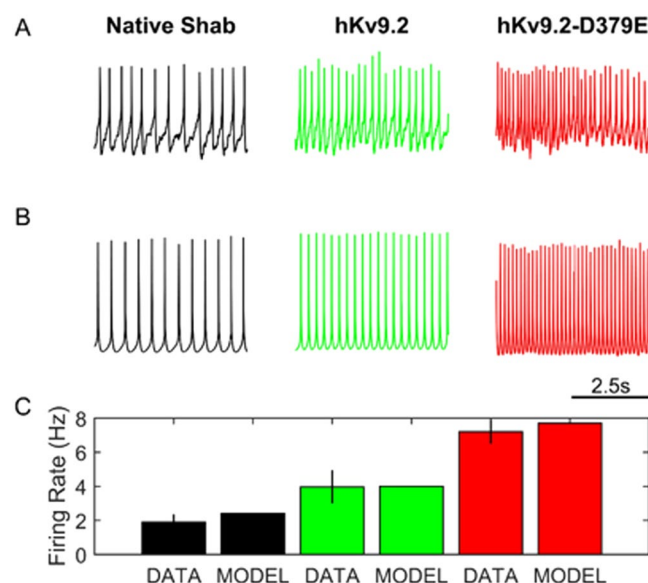 A
Native Shab hKv9.2 hKv9.2-D379E
B
2.5s
C
Firing Rate (Hz)
8
6
4
2
0
DATA MODEL DATA MODEL DATA MODEL